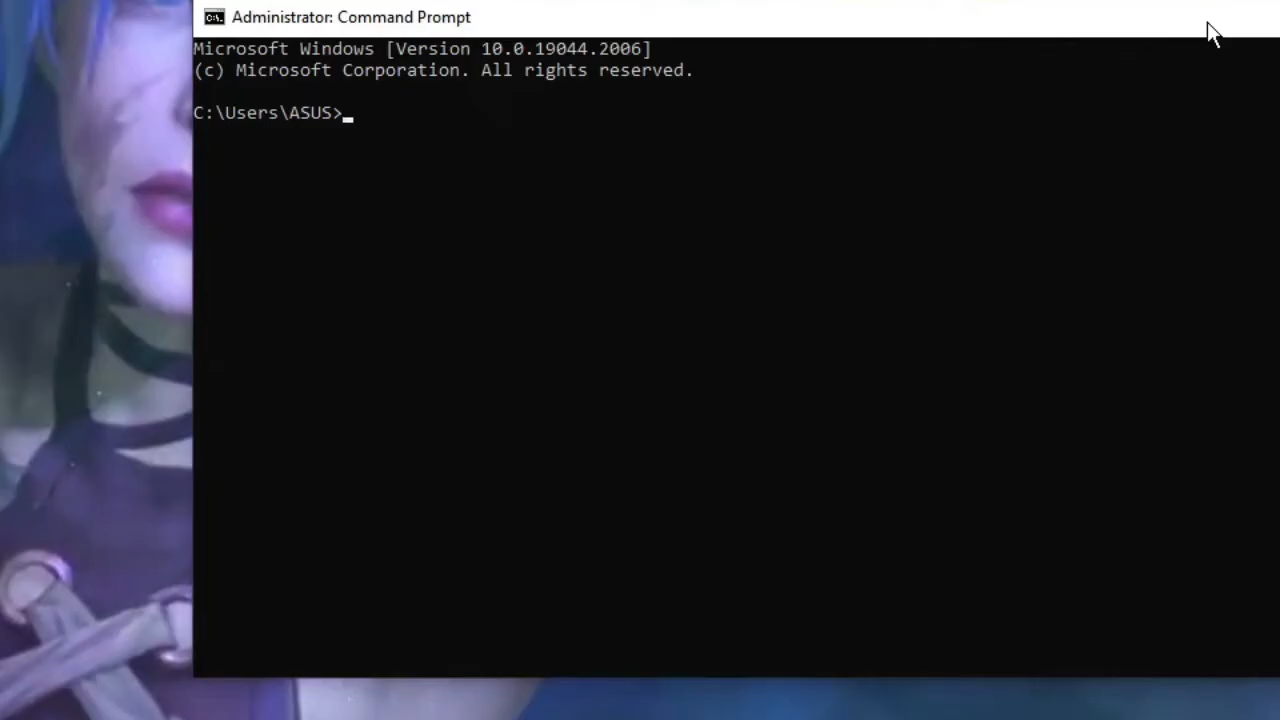 Administrator: Command Prompt
Microsoft Windows [Version 10.0.19044.2006]
(c) Microsoft Corporation. All rights reserved.
C:\Users\ASUS>